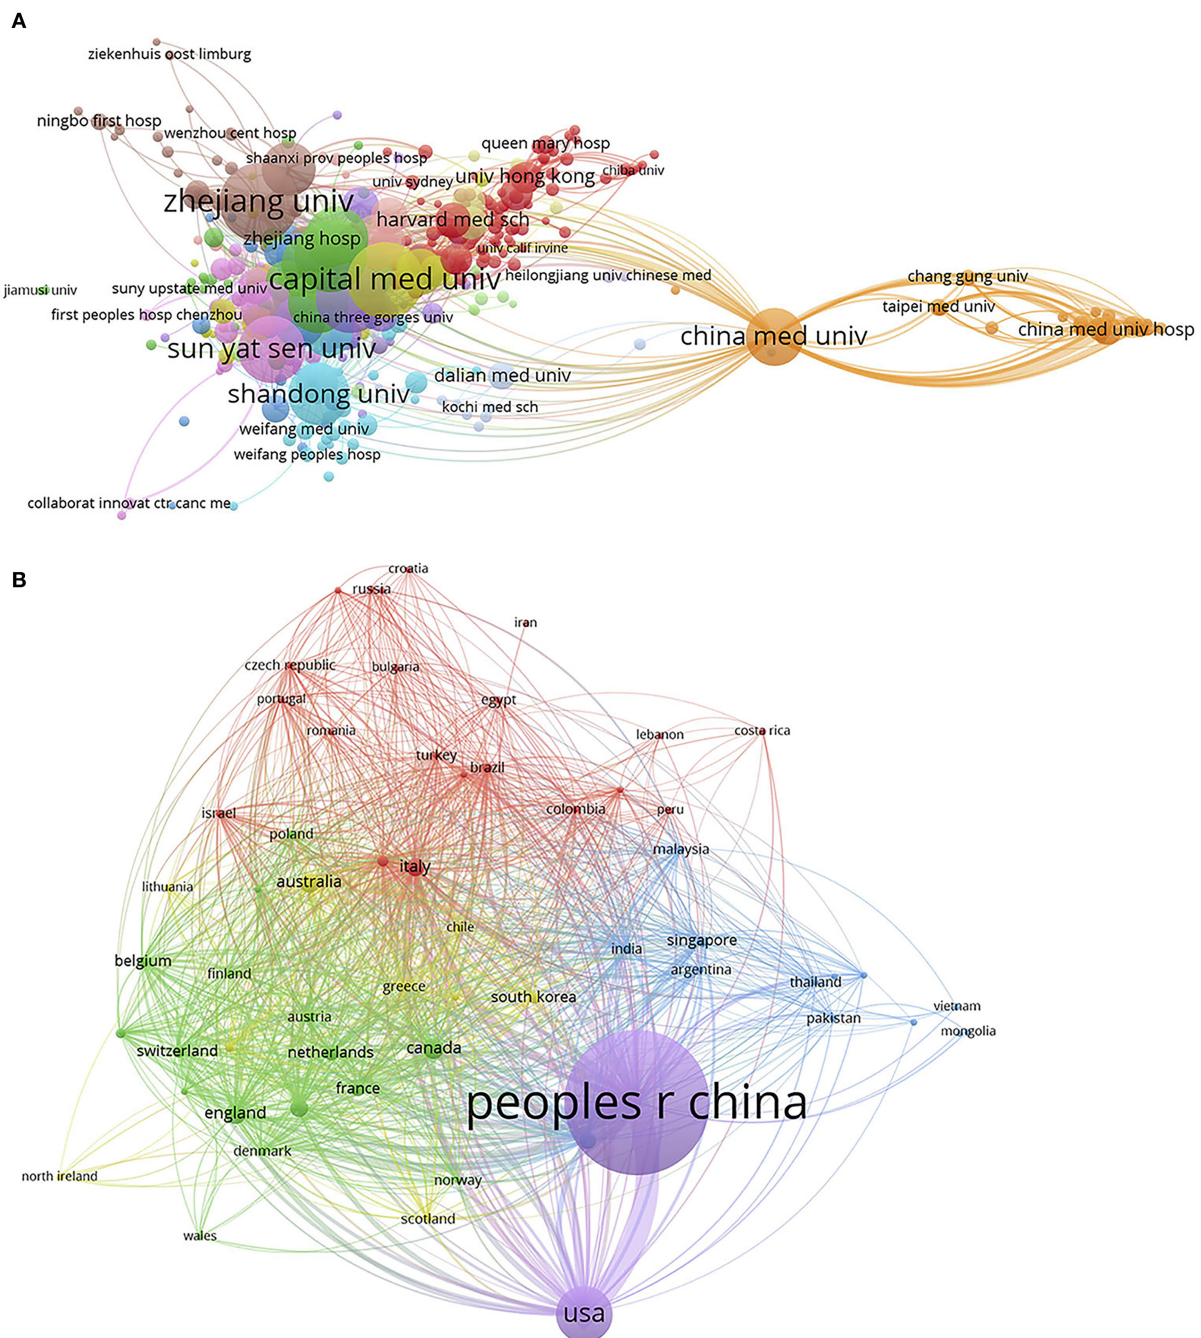 A
ziekenhuis oost limburg
ningbo first hosp
wenzhou cent hosp
queen mary hosp
shaanxi prov peoples hosp
chiba univ
univ sydney
univ hong kong
zhejiang univ
harvard med sch
zhejiang hosp
univ calif irvine
capital med univ
heilongjiang univ chinese med
chang gung univ
jiamusi univ
suny upstate med univ
taipei med univ
first peoples hosp chenzhou
china three gorges univ
china med univ
china med univ hosp
sun yat sen univ
dalian med univ
shandong univ
kochi med sch
weifang med univ
weifang peoples hosp
collaborat innovat ctr canc me
B
croatia
russia
iran
czech republic
bulgaria
portugal
egypt
romania
lebanon
costa rica
turkey
brazil
israel
colombia
peru
poland
malaysia
italy
australia
lithuania
chile
singapore
india
belgium
argentina
finland
thailand
greece
south korea
vietnam
austria
pakistan
mongolia
switzerland
netherlands
canada
france
peoples r china
england
denmark
north ireland
norway
scotland
wales
usa